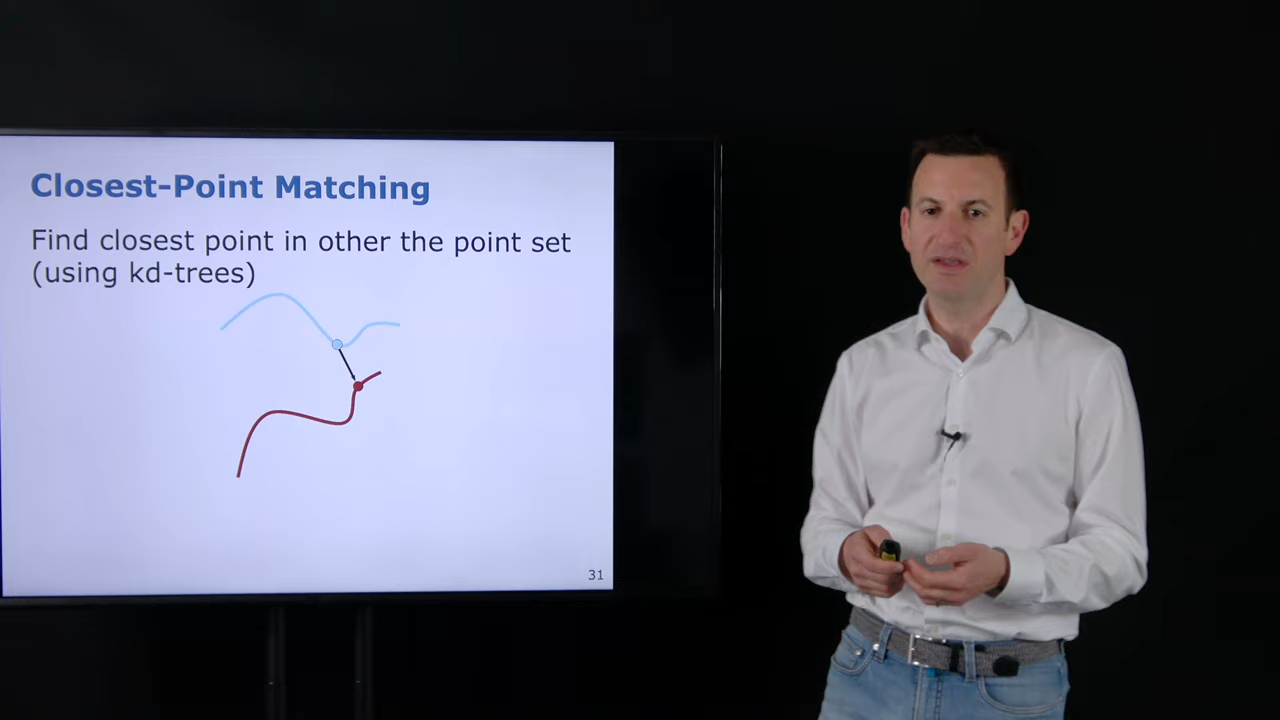 Closest-Point Matching
Find closest point in other the point set
(using kd-trees)
31